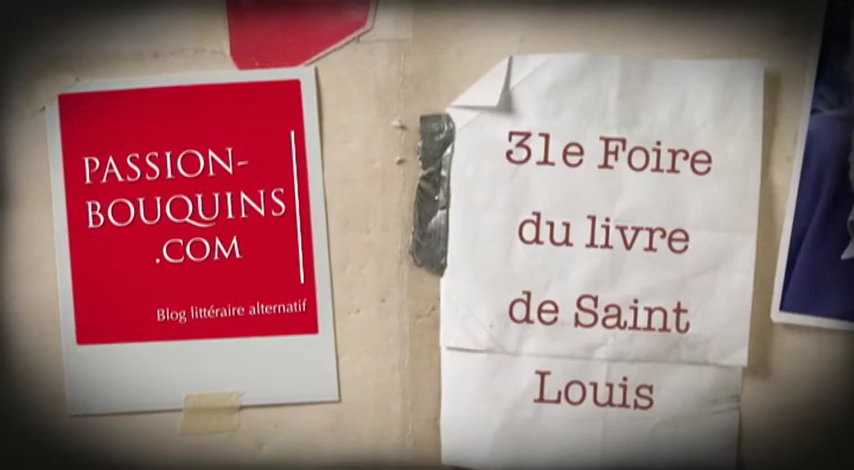 PASSION-
BOUQUINS
.COM
Blog littéraire alternatif
31e Foire
du livre
de Saint
Louis